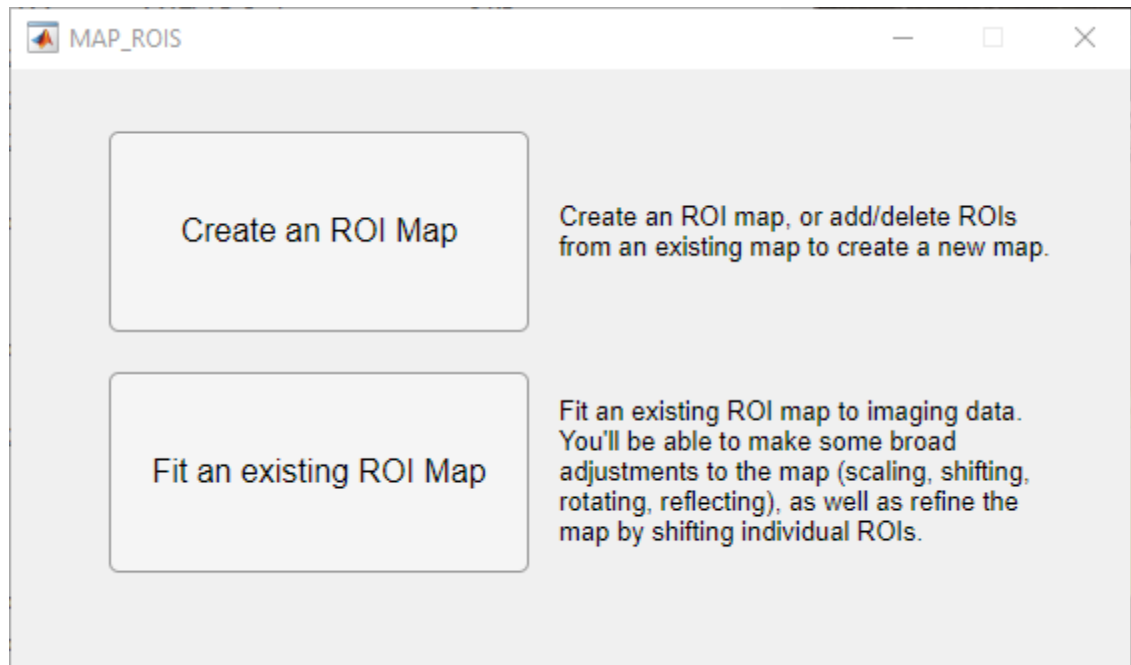 MAP_ROIS
Create an ROI Map
Create an ROI map, or add/delete ROIs
from an existing map to create a new map.
Fit an existing ROI Map
Fit an existing ROI map to imaging data.
You'll be able to make some broad
adjustments to the map (scaling, shifting,
rotating, reflecting), as well as refine the
map by shifting individual ROIs.